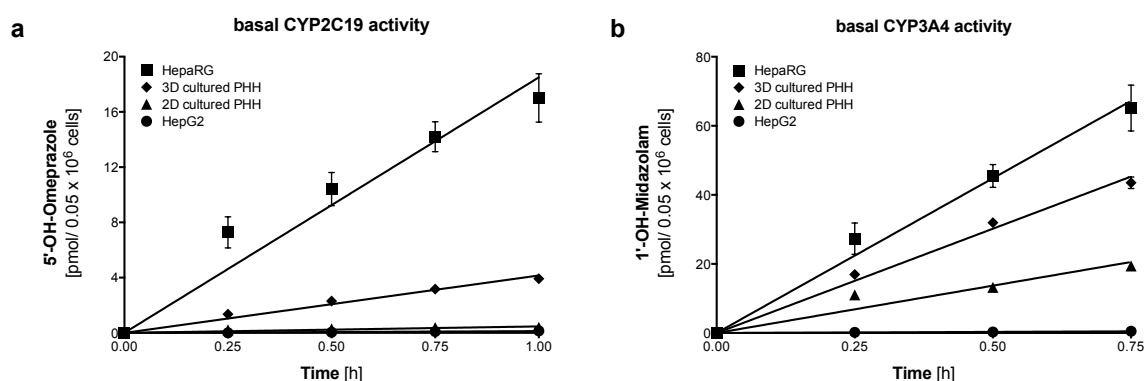 a
basal CYP2C19 activity
5'-OH-Omeprazole
[pmol/ 0.05 x 10⁶ cells]
20
16
12
8
4
0
HepaRG
3D cultured PHH
2D cultured PHH
HepG2
0.00 0.25 0.50 0.75 1.00
Time [h]
b
basal CYP3A4 activity
1'-OH-Midazolam
[pmol/ 0.05 x 10⁶ cells]
80
60
40
20
0
HepaRG
3D cultured PHH
2D cultured PHH
HepG2
0.00 0.25 0.50 0.75
Time [h]